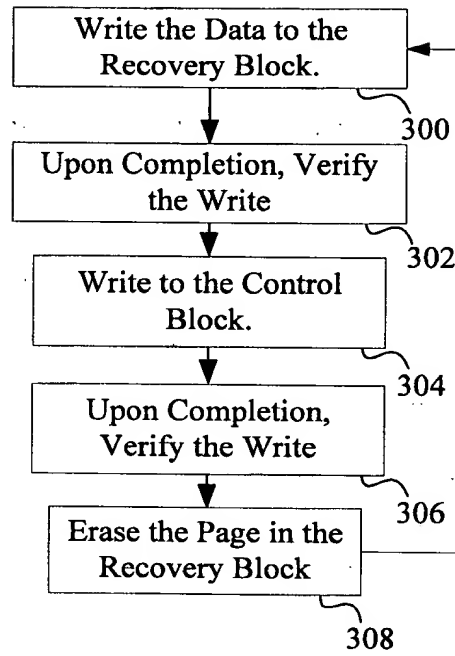 Write the Data to the
Recovery Block.
300
Upon Completion, Verify
the Write
302
Write to the Control
Block.
304
Upon Completion,
Verify the Write
306
Erase the Page in the
Recovery Block
308